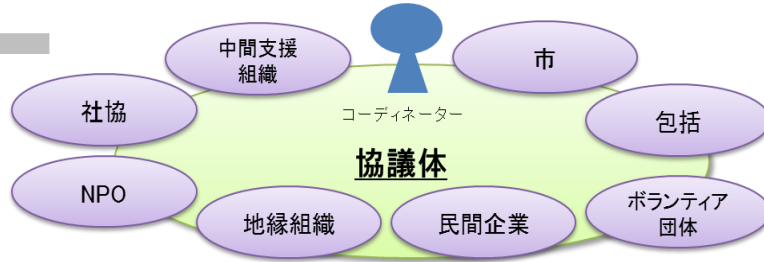 中間支援
組織
市
社協
コーディネーター
包括
協議体
NPO
ボランティア
団体
地縁組織
民間企業